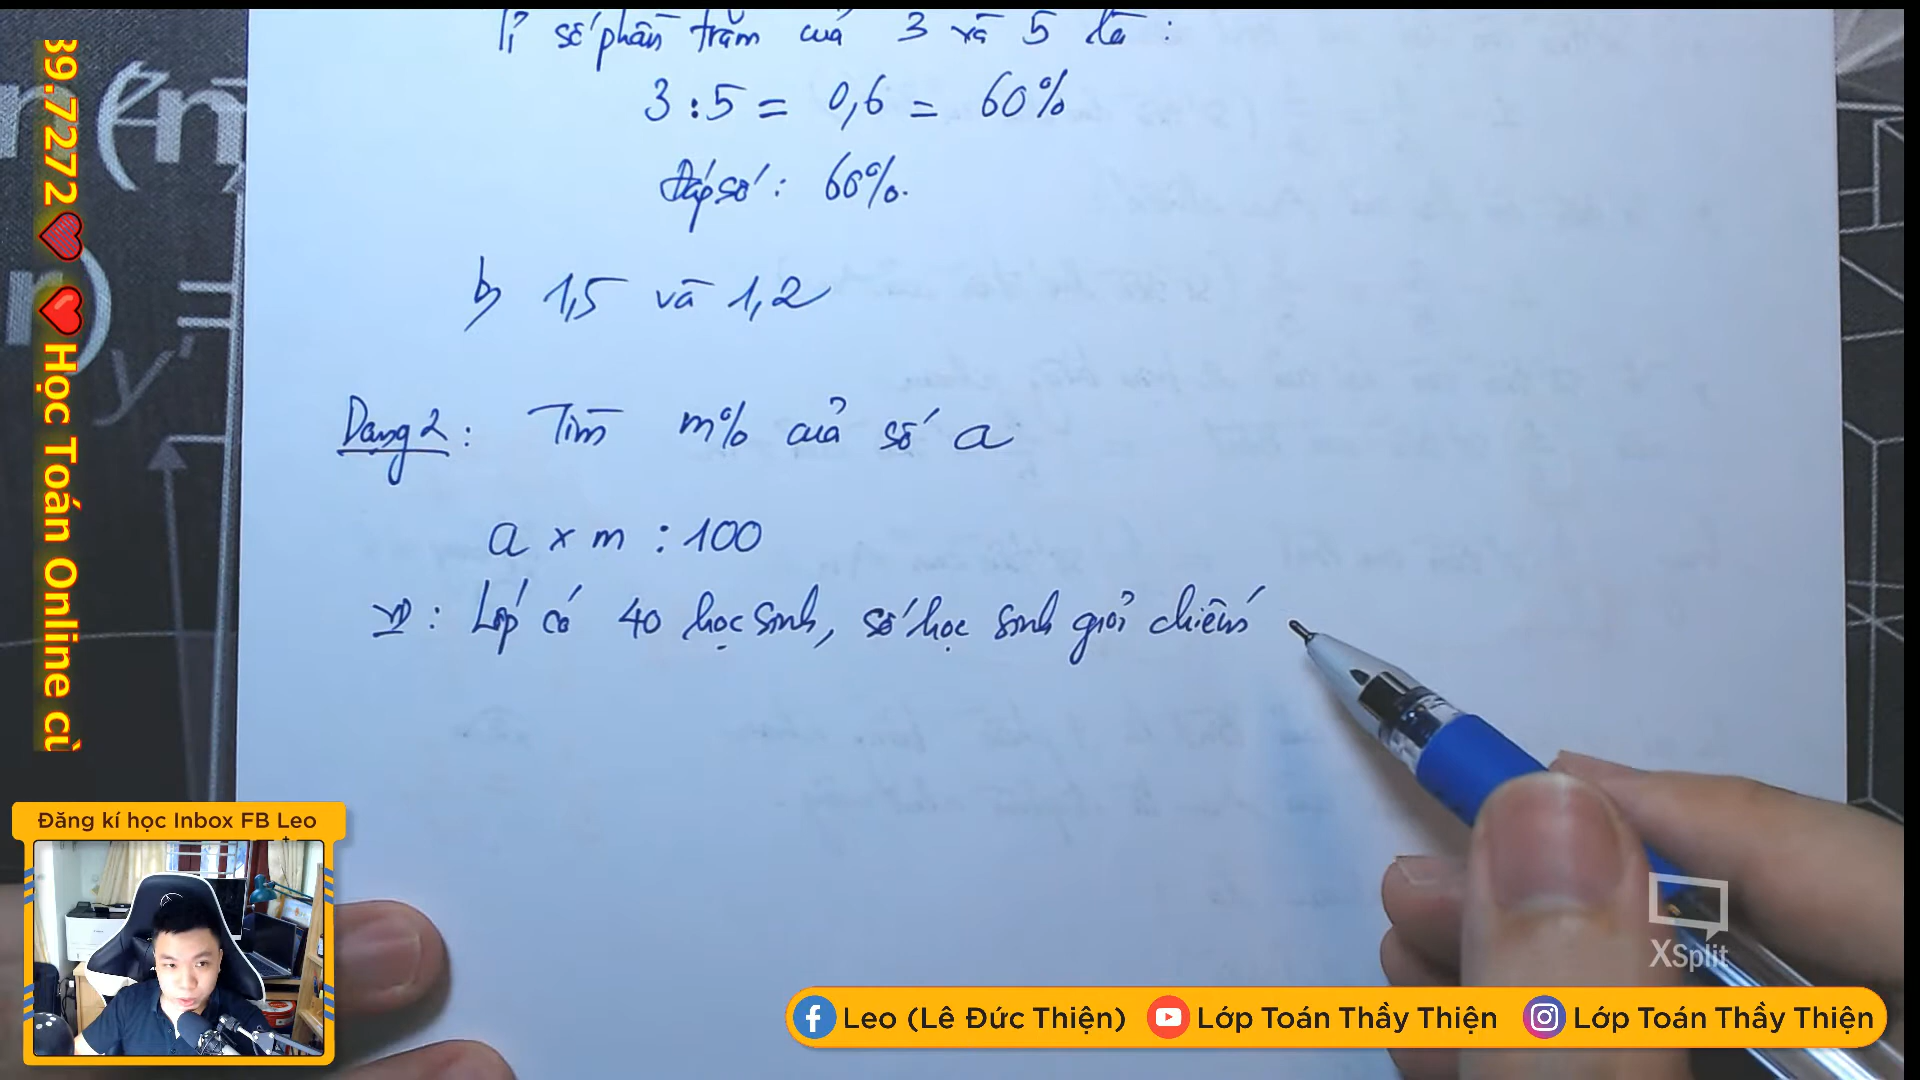 Tỉ số phần trăm của 3 và 5 là :
3 : 5 = 0,6 = 60%
Đáp số : 60%.
b) 1,5 và 1,2
Dạng 2 : Tìm m% của số a
a x m : 100
VD : Lớp có 40 học sinh, số học sinh giỏi chiếm
39.7272❤ ❤Học Toán Online cù
Đăng kí học Inbox FB Leo
XSplit
Leo (Lê Đức Thiện) Lớp Toán Thầy Thiện Lớp Toán Thầy Thiện